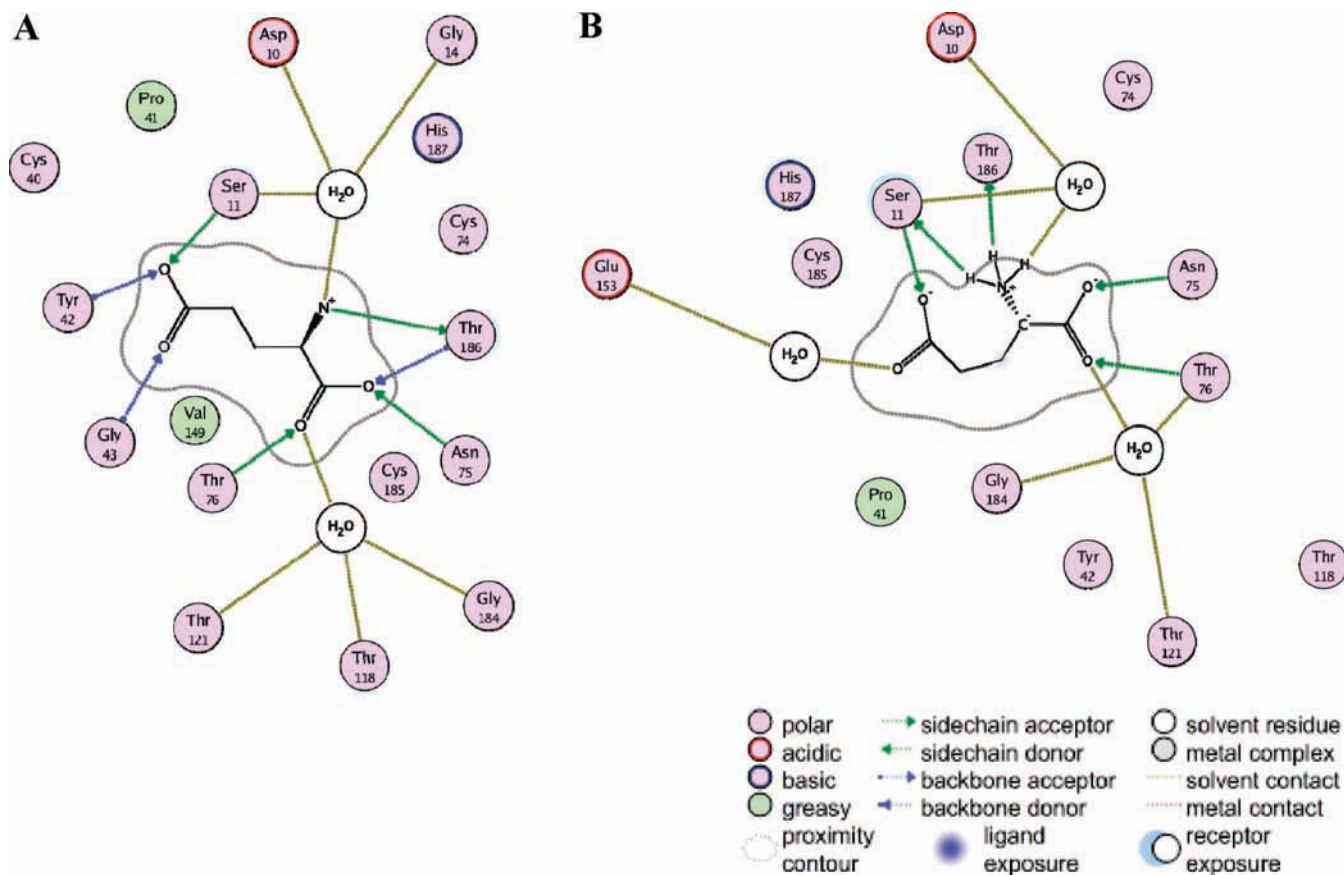 A
Asp
10
Gly
14
Pro
41
His
187
Cys
40
Ser
11
H₂O
Cys
74
Tyr
42
O
O
N⁺
Thr
186
O
O
Gly
43
Val
149
Thr
76
Cys
185
Asn
75
H₂O
Thr
121
Thr
118
Gly
184
B
Asp
10
Cys
74
Thr
186
His
187
Ser
11
H₂O
Cys
185
Glu
153
H
H
H
N⁺
O⁻
O⁻
Asn
75
C⁻
H₂O
O
O
Thr
76
H₂O
Gly
184
Pro
41
Tyr
42
Thr
118
Thr
121
polar
acidic
basic
greasy
proximity
contour
sidechain acceptor
sidechain donor
backbone acceptor
backbone donor
ligand
exposure
solvent residue
metal complex
solvent contact
metal contact
receptor
exposure